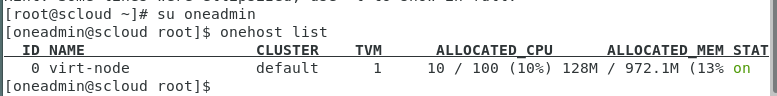 [root@scloud ~]# su oneadmin
[oneadmin@scloud root]$ onehost list
ID NAME CLUSTER TVM ALLOCATED_CPU ALLOCATED_MEM STAT
0 virt-node default 1 10 / 100 (10%) 128M / 972.1M (13% on
[oneadmin@scloud root]$